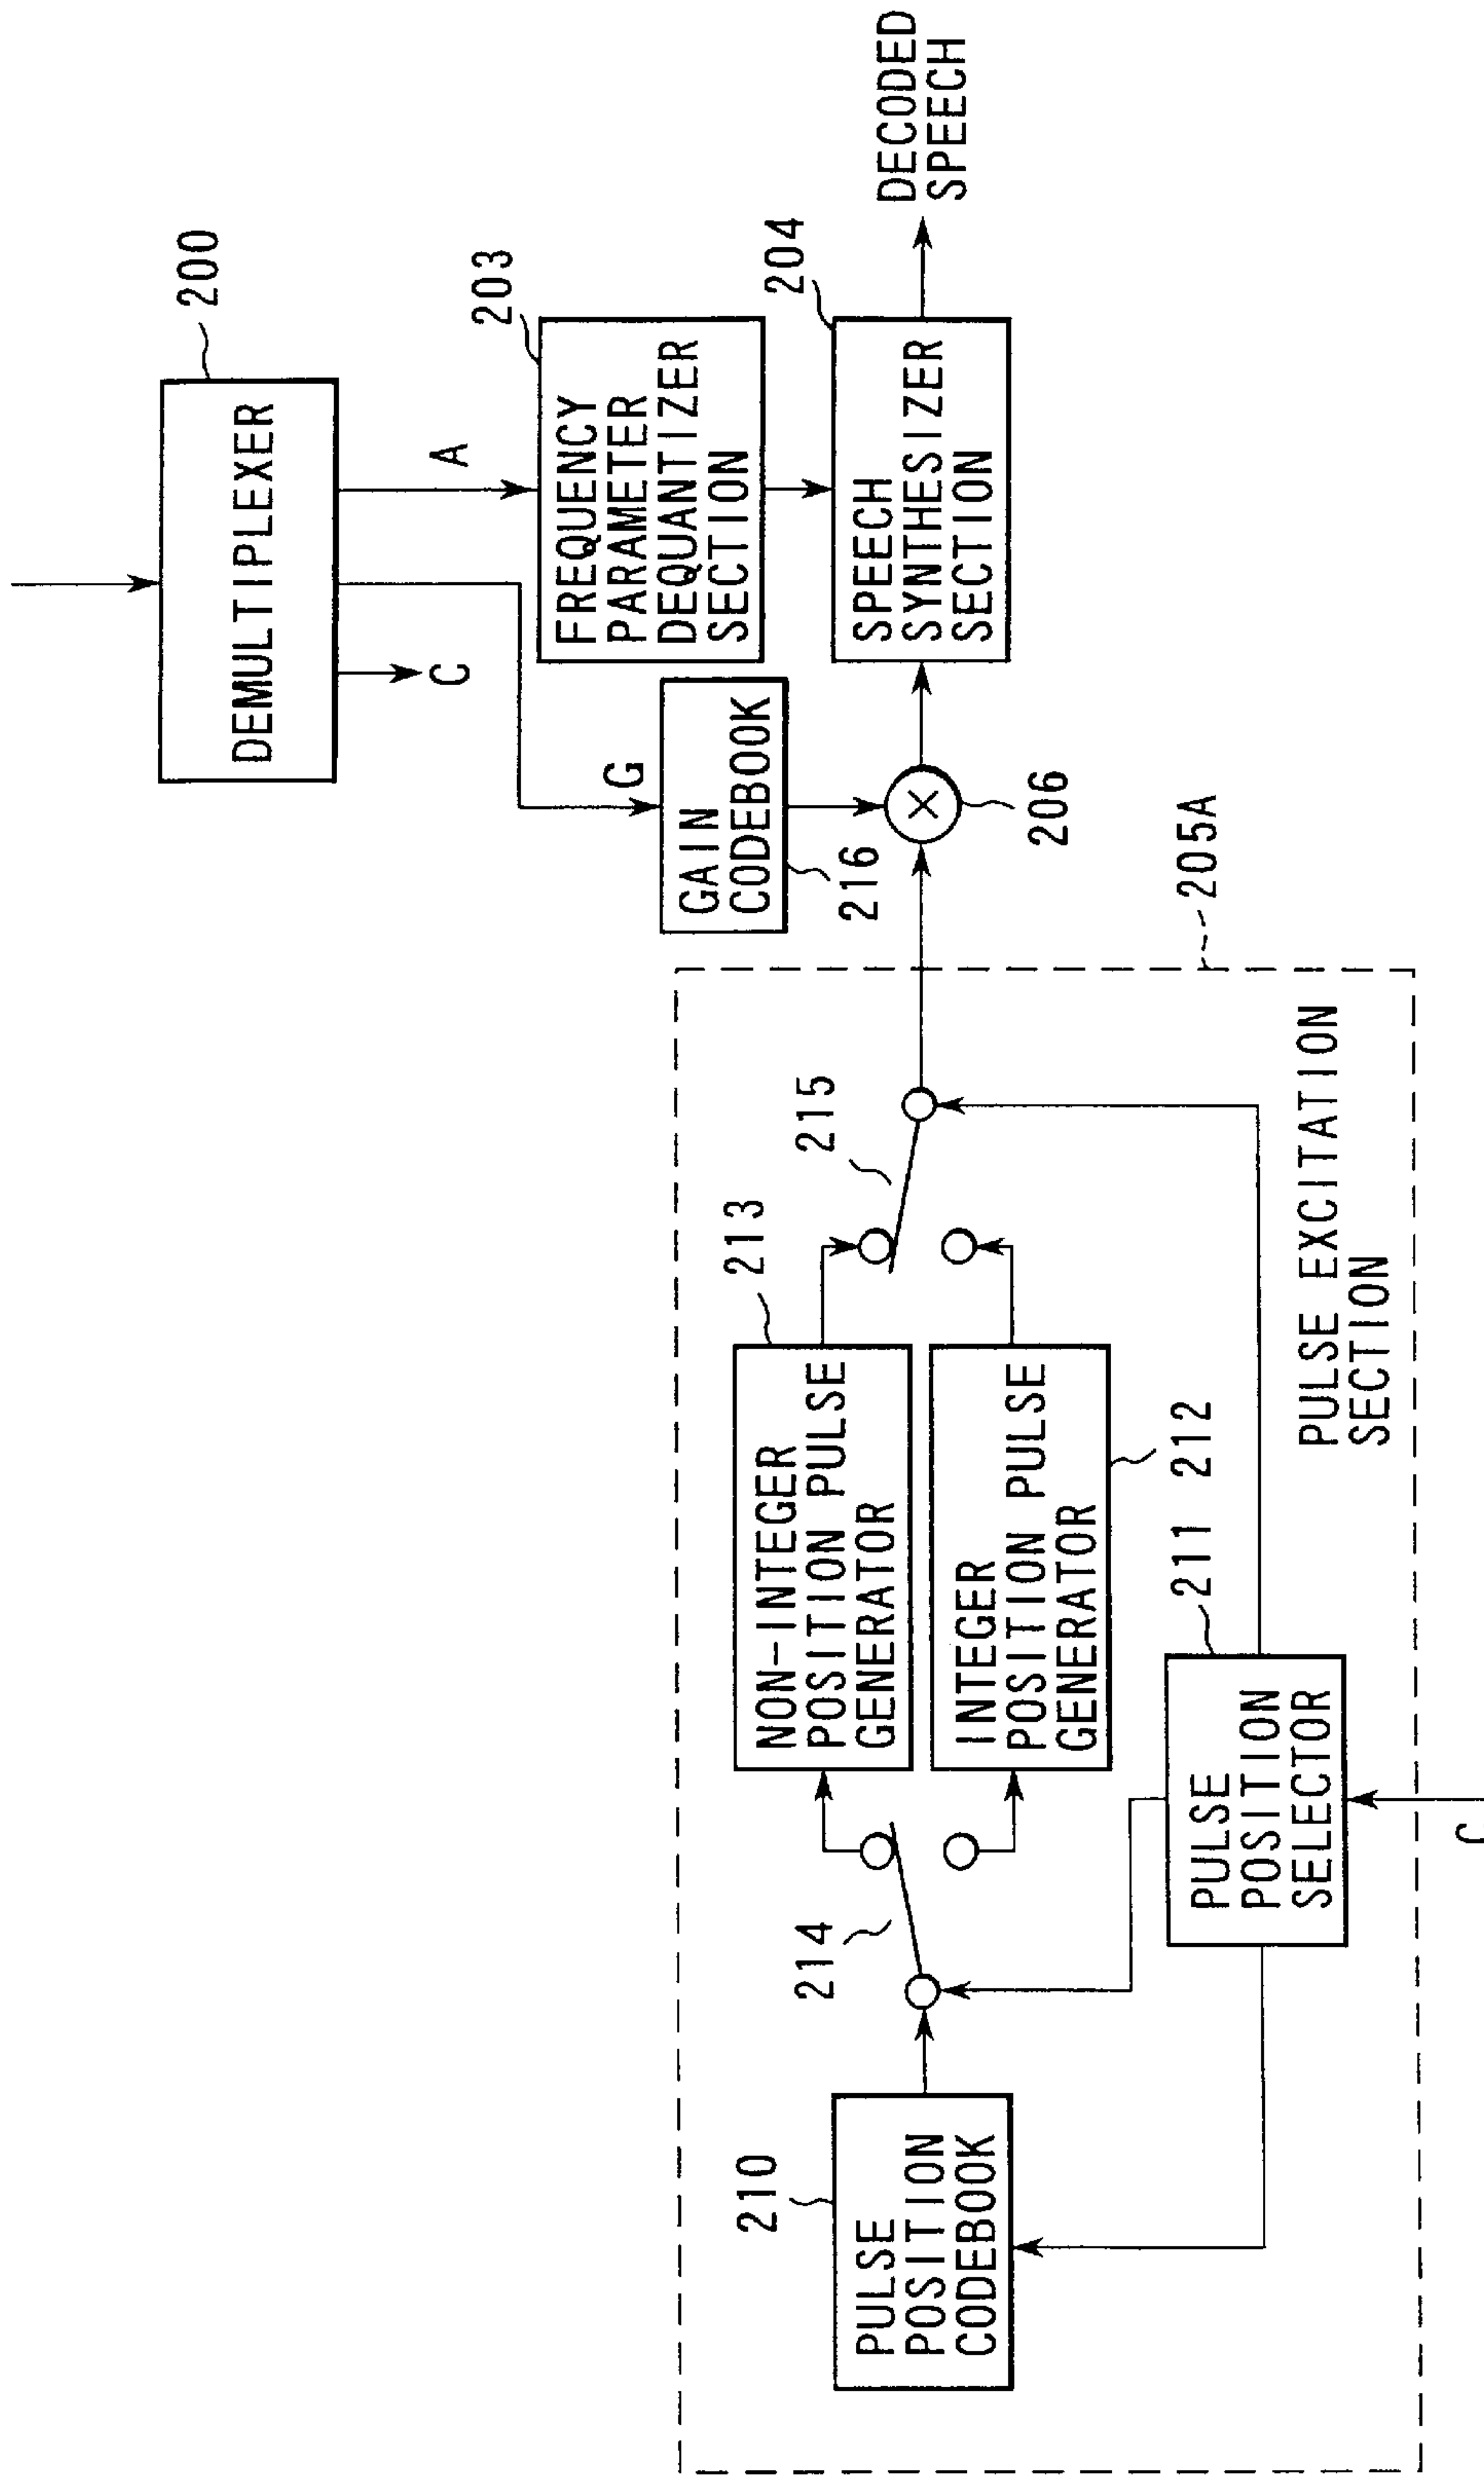 DEMULTIPLEXER
200
A
C
G
FREQUENCY
PARAMETER
DEQUANTIZER
SECTION
203
GAIN
CODEBOOK
216
SPEECH
SYNTHESIZER
SECTION
204
DECODED
SPEECH
206
205A
PULSE
POSITION
CODEBOOK
210
214
NON-INTEGER
POSITION PULSE
GENERATOR
213
INTEGER
POSITION PULSE
GENERATOR
212
215
PULSE
POSITION
SELECTOR
211
PULSE EXCITATION
SECTION
C